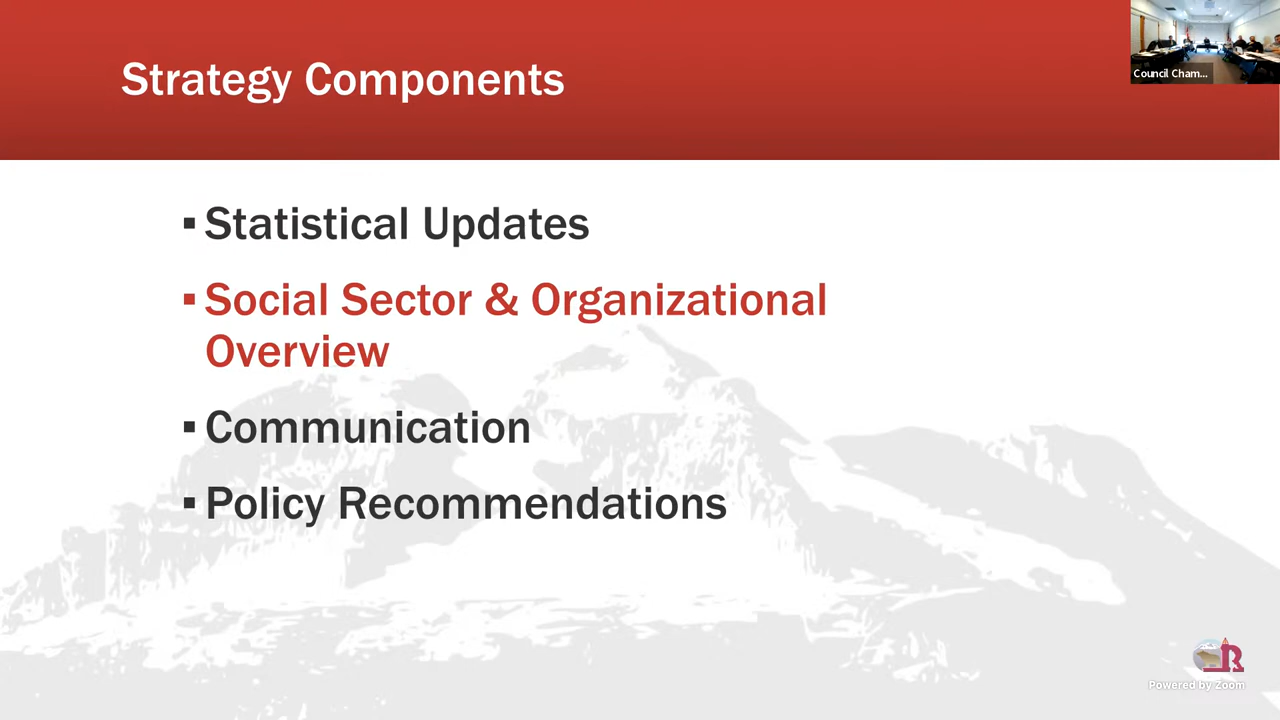 Strategy Components
Council Cham...
▪ Statistical Updates
▪ Social Sector & Organizational
Overview
▪ Communication
▪ Policy Recommendations
R
Powered by Zoom